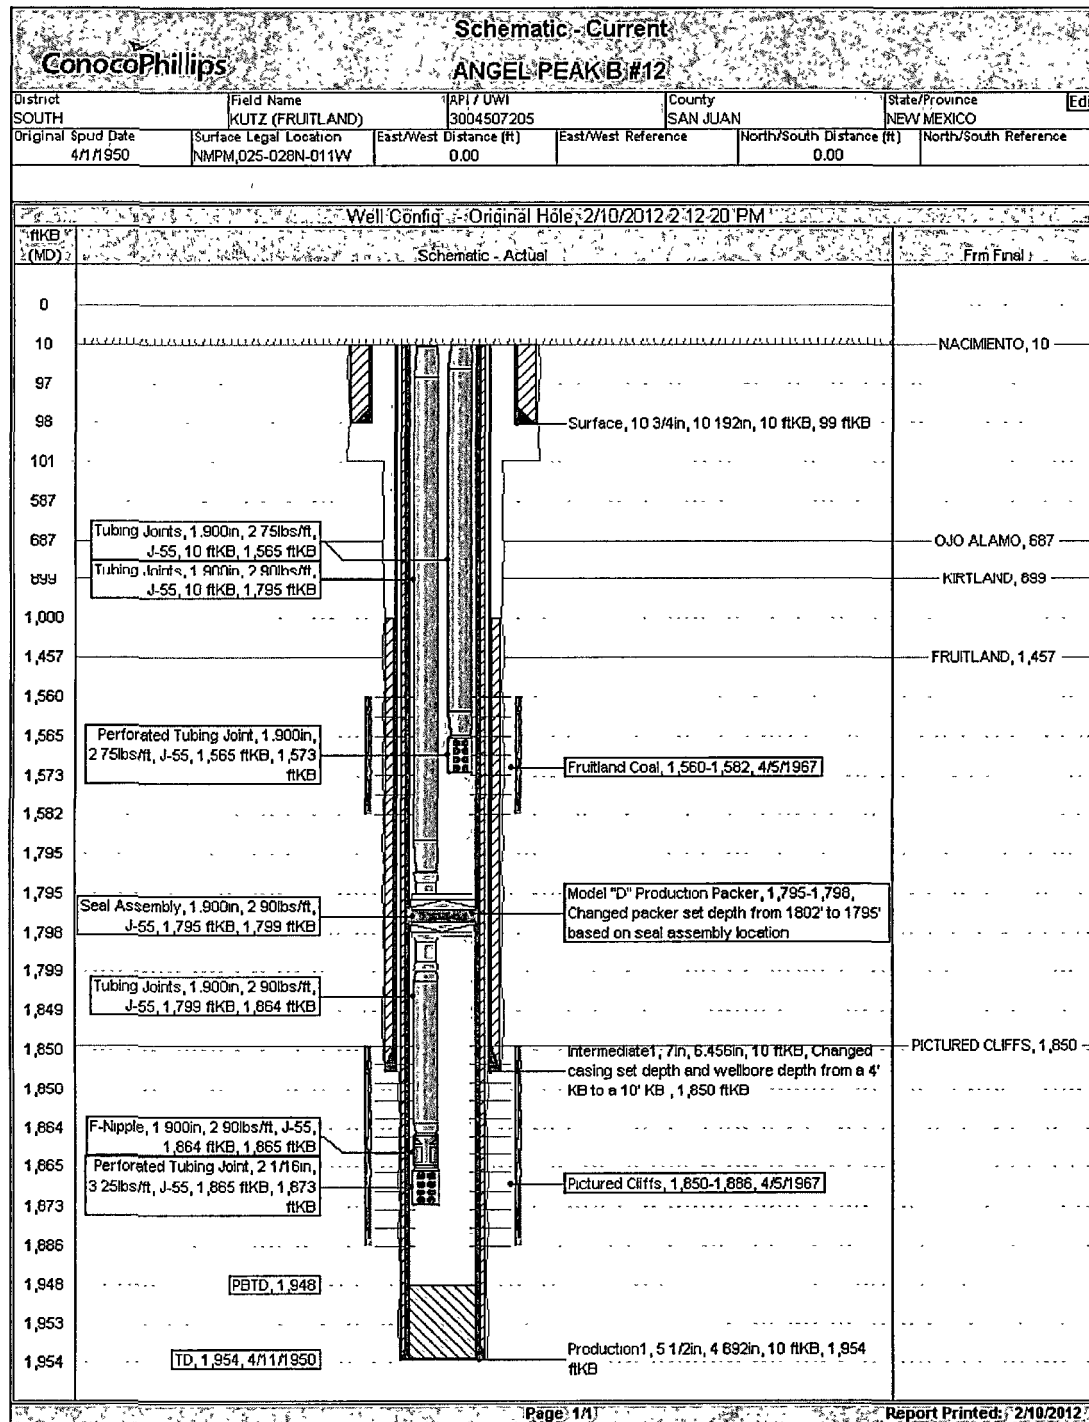 Schematic - Current
ConocoPhillips
ANGEL PEAK B #12
District
SOUTH
Field Name
KUTZ (FRUITLAND)
API / UWI
3004507205
County
SAN JUAN
State/Province
NEW MEXICO
Edi
Original Spud Date
4/1/1950
Surface Legal Location
NMPM,025-028N-011W
East/West Distance (ft)
0.00
East/West Reference
North/South Distance (ft)
0.00
North/South Reference
Well Config: - Original Hole, 2/10/2012 2 12 20 PM
ftKB
(MD)
Schematic - Actual
Frm Final
0
10
NACIMIENTO, 10
97
98
Surface, 10 3/4in, 10 192in, 10 ftKB, 99 ftKB
101
587
Tubing Joints, 1.900in, 2 75lbs/ft,
J-55, 10 ftKB, 1,565 ftKB
687
OJO ALAMO, 687
Tubing Joints, 1.900in, 2 90lbs/ft,
J-55, 10 ftKB, 1,795 ftKB
899
KIRTLAND, 899
1,000
1,457
FRUITLAND, 1,457
1,560
Perforated Tubing Joint, 1.900in,
2 75lbs/ft, J-55, 1,565 ftKB, 1,573
ftKB
1,565
1,573
Fruitland Coal, 1,560-1,582, 4/5/1967
1,582
1,795
1,795
Seal Assembly, 1.900in, 2 90lbs/ft,
J-55, 1,795 ftKB, 1,799 ftKB
Model "D" Production Packer, 1,795-1,798,
Changed packer set depth from 1802' to 1795'
based on seal assembly location
1,798
1,799
Tubing Joints, 1.900in, 2 90lbs/ft,
J-55, 1,799 ftKB, 1,864 ftKB
1,849
1,850
PICTURED CLIFFS, 1,850
Intermediate1, 7in, 6.456in, 10 ftKB, Changed
casing set depth and wellbore depth from a 4'
KB to a 10' KB , 1,850 ftKB
1,850
1,864
F-Nipple, 1 900in, 2 90lbs/ft, J-55,
1,864 ftKB, 1,865 ftKB
1,865
Perforated Tubing Joint, 2 1/16in,
3 25lbs/ft, J-55, 1,865 ftKB, 1,873
ftKB
Pictured Cliffs, 1,850-1,886, 4/5/1967
1,873
1,886
1,948
PBTD, 1,948
1,953
1,954
TD, 1,954, 4/11/1950
Production1, 5 1/2in, 4 892in, 10 ftKB, 1,954
ftKB
Page 1/1
Report Printed: 2/10/2012